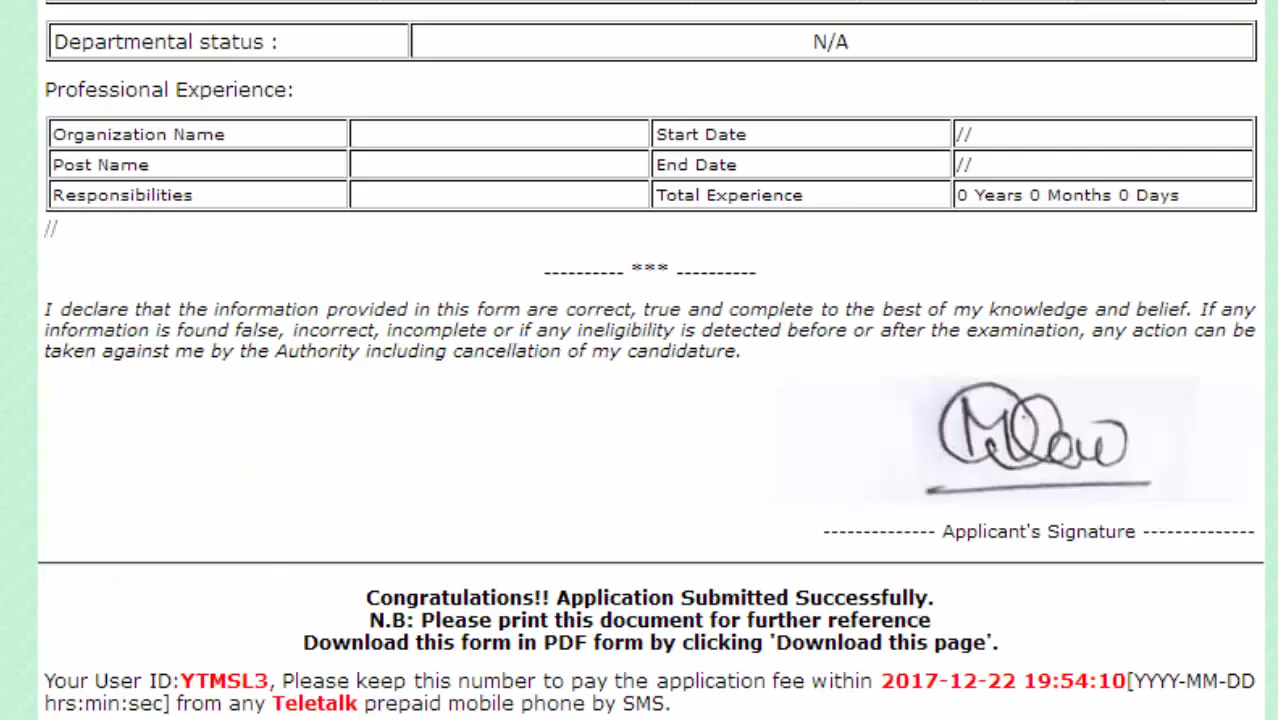 Departmental status : N/A
Professional Experience:
Organization Name Start Date //
Post Name End Date //
Responsibilities Total Experience 0 Years 0 Months 0 Days
//
---------- *** ----------
I declare that the information provided in this form are correct, true and complete to the best of my knowledge and belief. If any
information is found false, incorrect, incomplete or if any ineligibility is detected before or after the examination, any action can be
taken against me by the Authority including cancellation of my candidature.
-------------- Applicant's Signature --------------
Congratulations!! Application Submitted Successfully.
N.B: Please print this document for further reference
Download this form in PDF form by clicking 'Download this page'.
Your User ID:YTMSL3, Please keep this number to pay the application fee within 2017-12-22 19:54:10[YYYY-MM-DD
hrs:min:sec] from any Teletalk prepaid mobile phone by SMS.